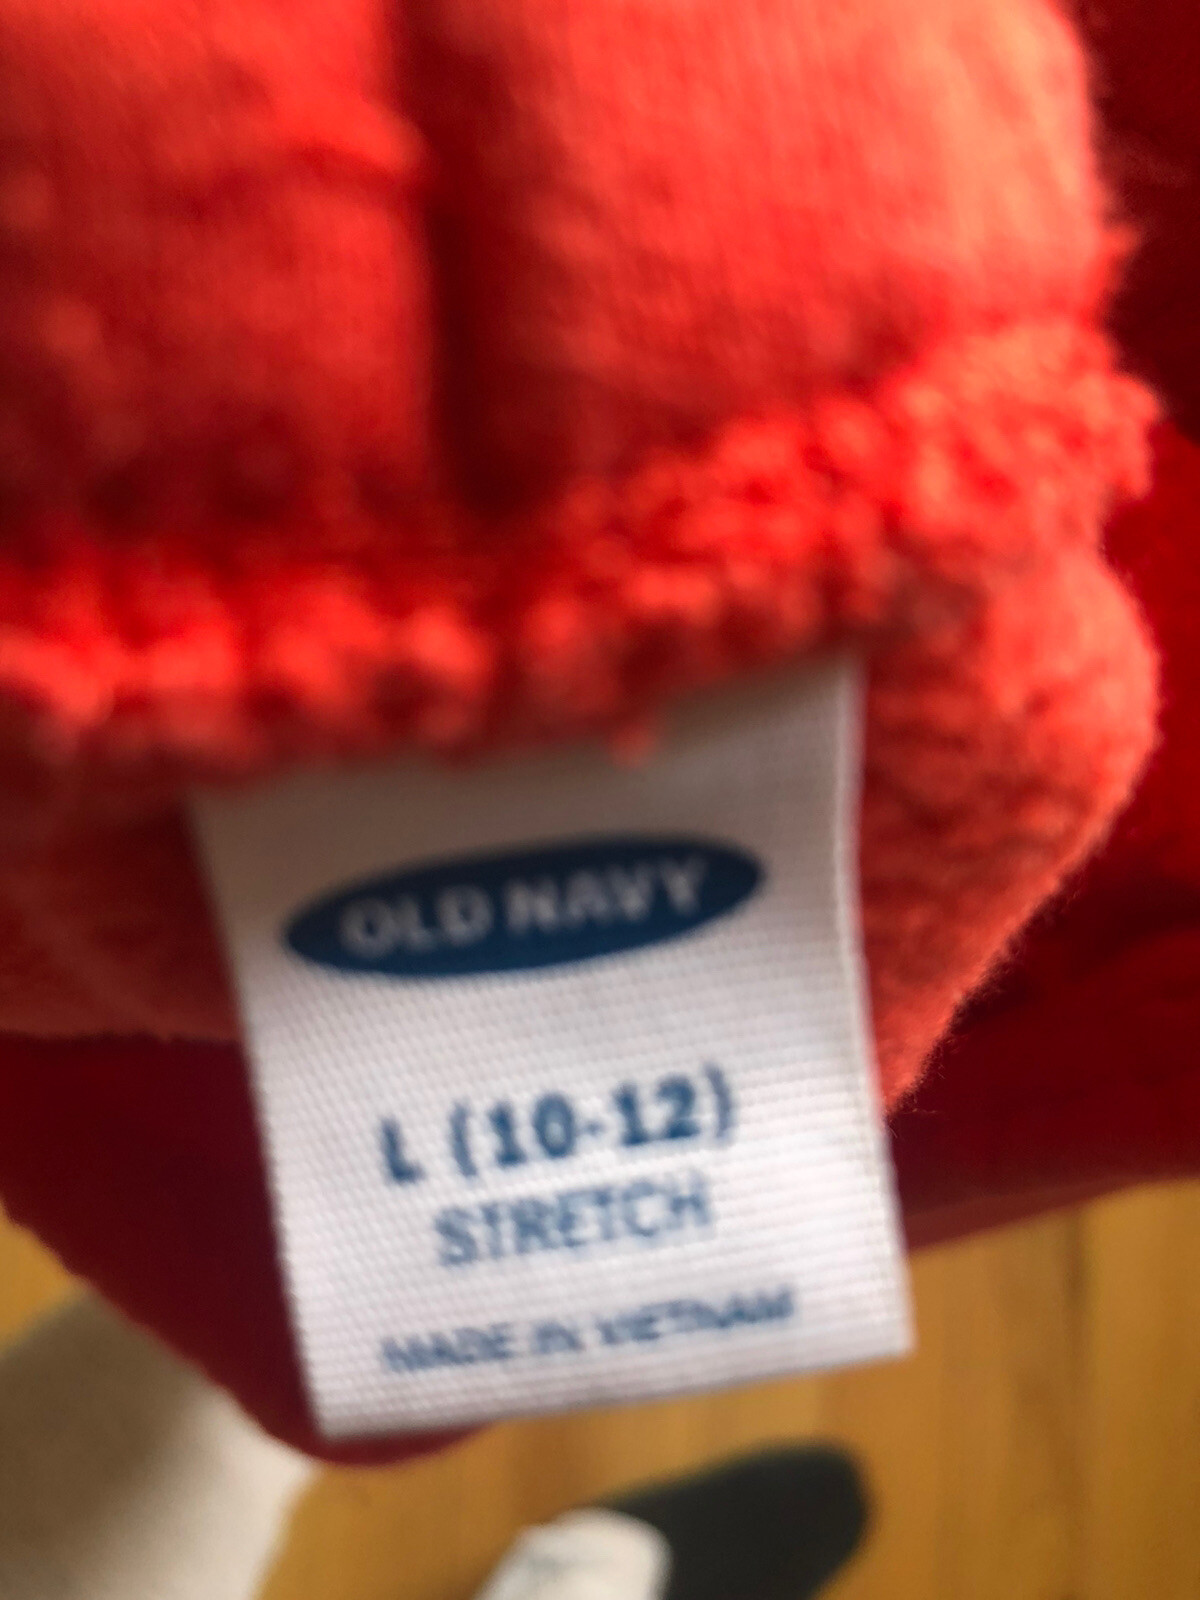 OLD NAVY
L (10-12)
STRETCH
MADE IN VIETNAM